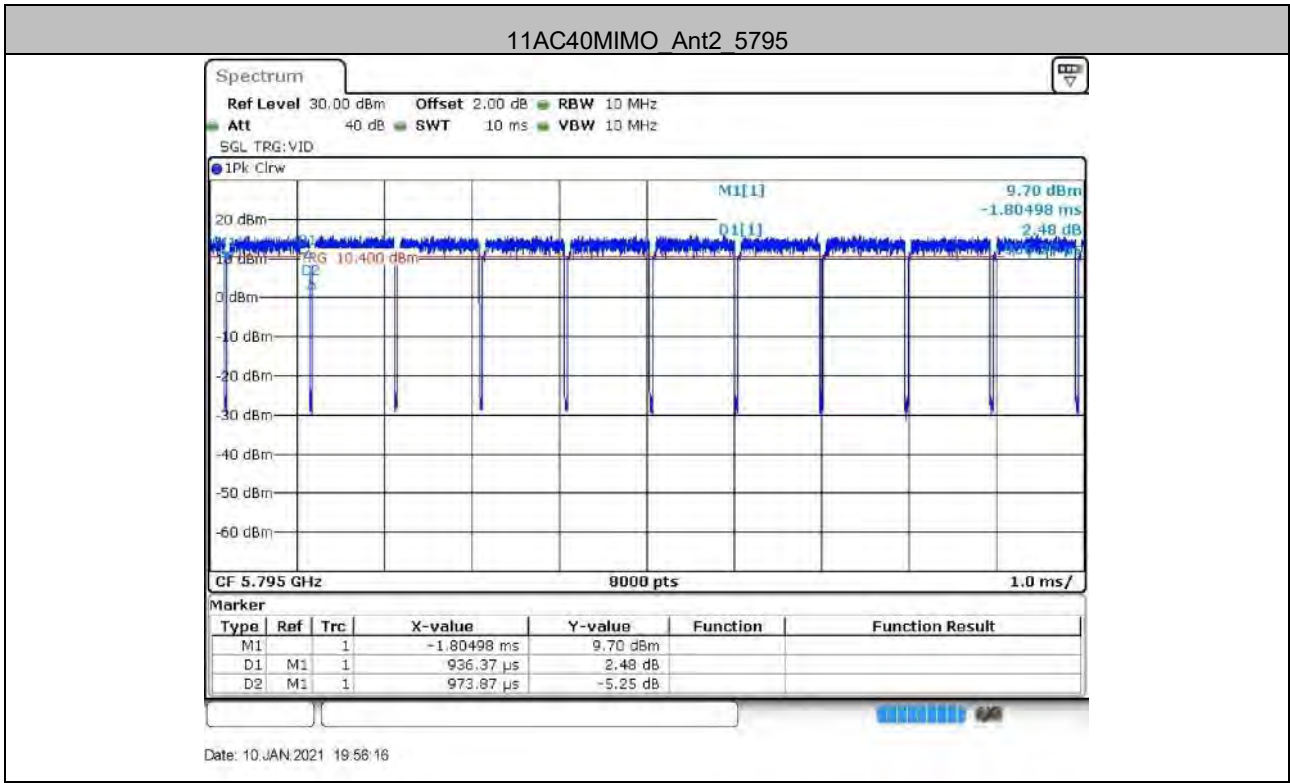 11AC40MIMO_Ant2_5795
Spectrum
Ref Level 30.00 dBm Offset 2.00 dB RBW 10 MHz
Att 40 dB SWT 10 ms VBW 10 MHz
SGL TRG:VID
1Pk Clrw
M1[1] 9.70 dBm
-1.80498 ms
20 dBm
D1[1] 2.48 dB
10 dBm
TRG 10.400 dBm
D2
0 dBm
-10 dBm
-20 dBm
-30 dBm
-40 dBm
-50 dBm
-60 dBm
CF 5.795 GHz 8000 pts 1.0 ms/
Marker
Type Ref Trc X-value Y-value Function Function Result
M1 1 -1.80498 ms 9.70 dBm
D1 M1 1 936.37 µs 2.48 dB
D2 M1 1 973.87 µs -5.25 dB
Date: 10.JAN.2021 19:56:16